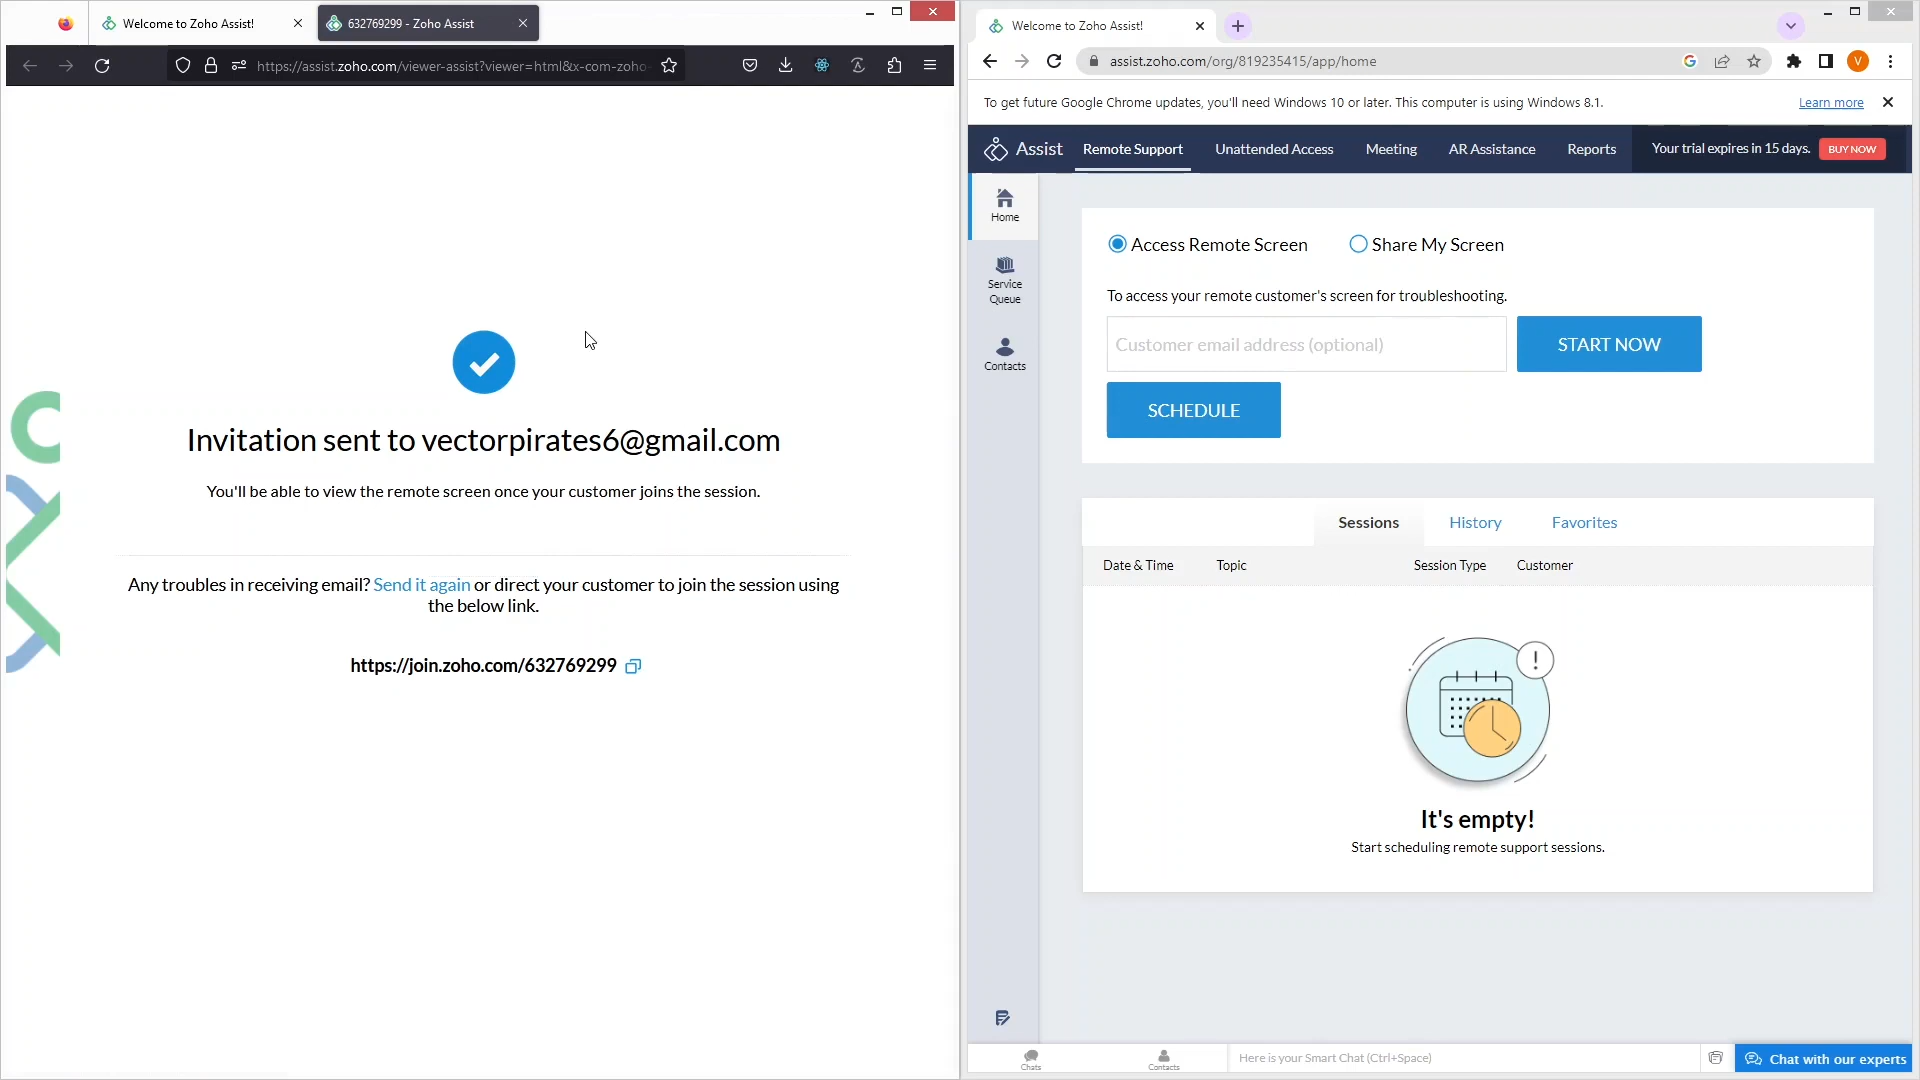 Welcome to Zoho Assist!
632769299 - Zoho Assist
https://assist.zoho.com/viewer-assist?viewer=html&x-com-zoho-
Invitation sent to vectorpirates6@gmail.com
You'll be able to view the remote screen once your customer joins the session.
Any troubles in receiving email? Send it again or direct your customer to join the session using
the below link.
https://join.zoho.com/632769299
Welcome to Zoho Assist!
assist.zoho.com/org/819235415/app/home
V
To get future Google Chrome updates, you'll need Windows 10 or later. This computer is using Windows 8.1.
Learn more
Assist
Remote Support
Unattended Access
Meeting
AR Assistance
Reports
Your trial expires in 15 days.
BUY NOW
Home
Service
Queue
Contacts
Access Remote Screen
Share My Screen
To access your remote customer's screen for troubleshooting.
Customer email address (optional)
START NOW
SCHEDULE
Sessions
History
Favorites
Date & Time
Topic
Session Type
Customer
It's empty!
Start scheduling remote support sessions.
Chats
Contacts
Here is your Smart Chat (Ctrl+Space)
Chat with our experts